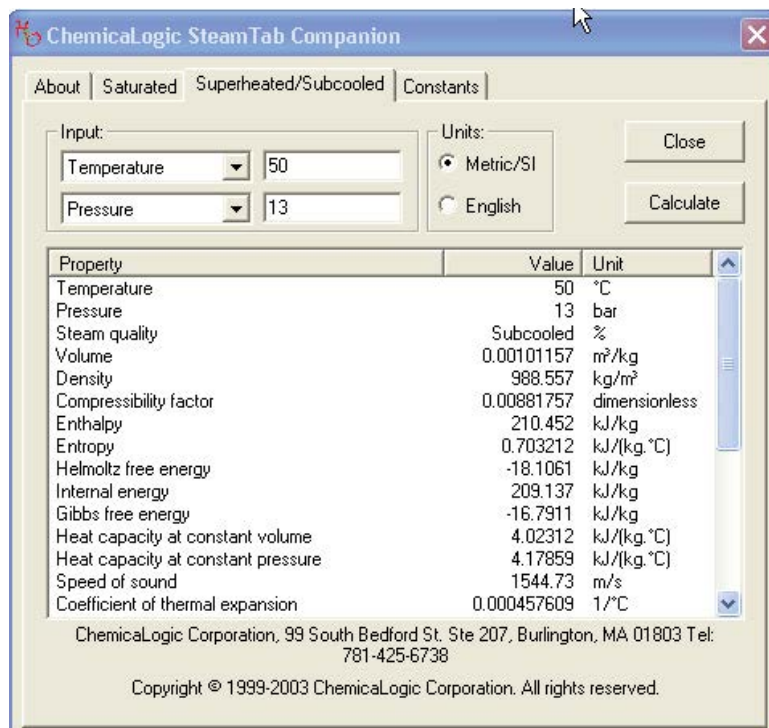 ChemicaLogic SteamTab Companion
About Saturated Superheated/Subcooled Constants
Input: Units:
Temperature 50 Metric/SI Close
Pressure 13 English Calculate
Property Value Unit
Temperature 50 °C
Pressure 13 bar
Steam quality Subcooled %
Volume 0.00101157 m³/kg
Density 988.557 kg/m³
Compressibility factor 0.00881757 dimensionless
Enthalpy 210.452 kJ/kg
Entropy 0.703212 kJ/(kg.°C)
Helmoltz free energy -18.1061 kJ/kg
Internal energy 209.137 kJ/kg
Gibbs free energy -16.7911 kJ/kg
Heat capacity at constant volume 4.02312 kJ/(kg.°C)
Heat capacity at constant pressure 4.17859 kJ/(kg.°C)
Speed of sound 1544.73 m/s
Coefficient of thermal expansion 0.000457609 1/°C
ChemicaLogic Corporation, 99 South Bedford St. Ste 207, Burlington, MA 01803 Tel:
781-425-6738
Copyright © 1999-2003 ChemicaLogic Corporation. All rights reserved.